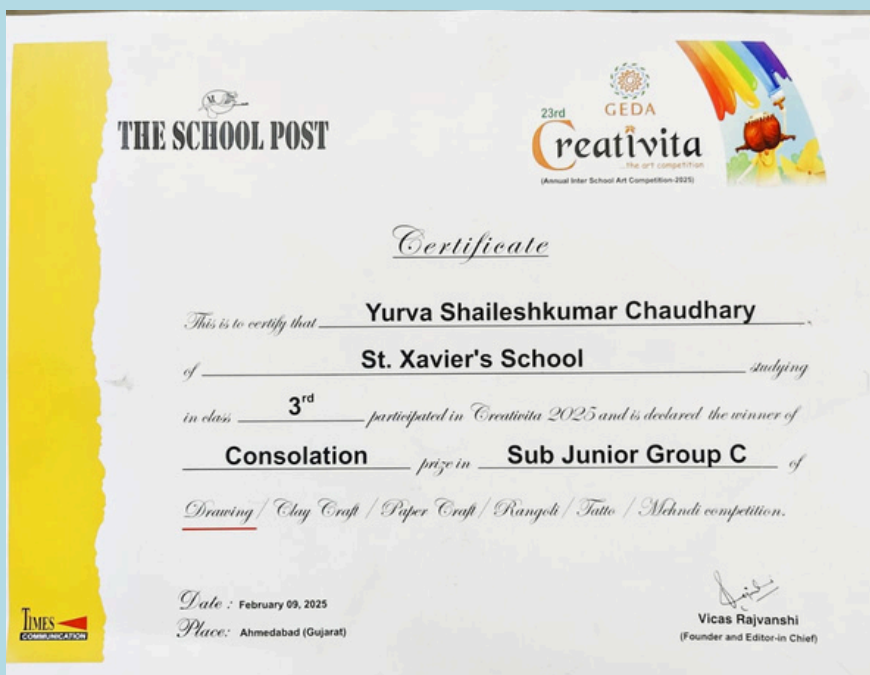 THE SCHOOL POST
GEDA
23rd
Creativita
...the art competition
(Annual Inter School Art Competition-2025)
Certificate
This is to certify that Yurva Shaileshkumar Chaudhary
of St. Xavier's School studying
in class 3rd participated in Creativita 2025 and is declared the winner of
Consolation prize in Sub Junior Group C of
Drawing / Clay Craft / Paper Craft / Rangoli / Tatto / Mehndi competition.
Date : February 09, 2025
Place: Ahmedabad (Gujarat)
TIMES
COMMUNICATION
Vicas Rajvanshi
(Founder and Editor-in Chief)